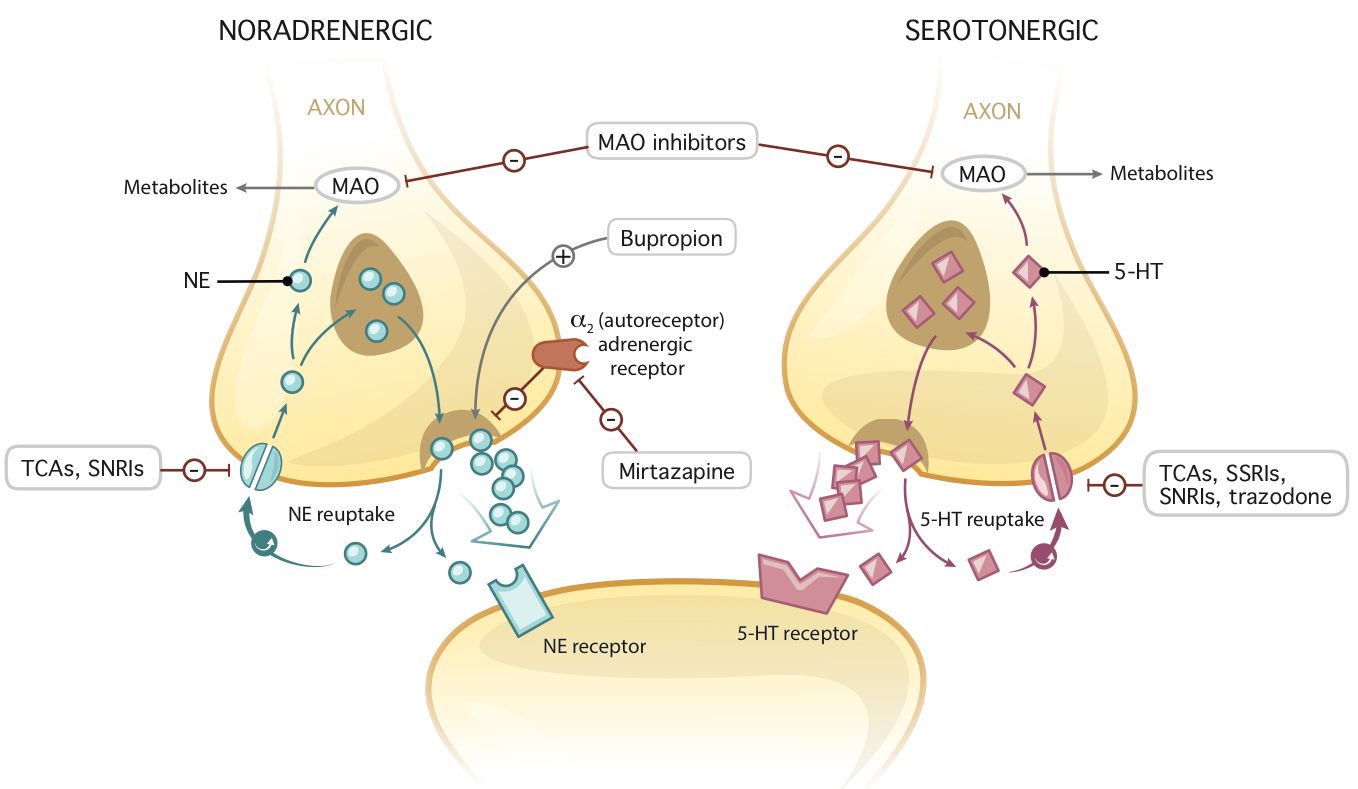 NORADRENERGIC
SEROTONERGIC
AXON
AXON
MAO inhibitors
−
−
Metabolites
MAO
MAO
Metabolites
Bupropion
+
NE
5-HT
α2 (autoreceptor)
adrenergic
receptor
−
−
TCAs, SNRIs
−
Mirtazapine
−
TCAs, SSRIs,
SNRIs, trazodone
NE reuptake
5-HT reuptake
NE receptor
5-HT receptor